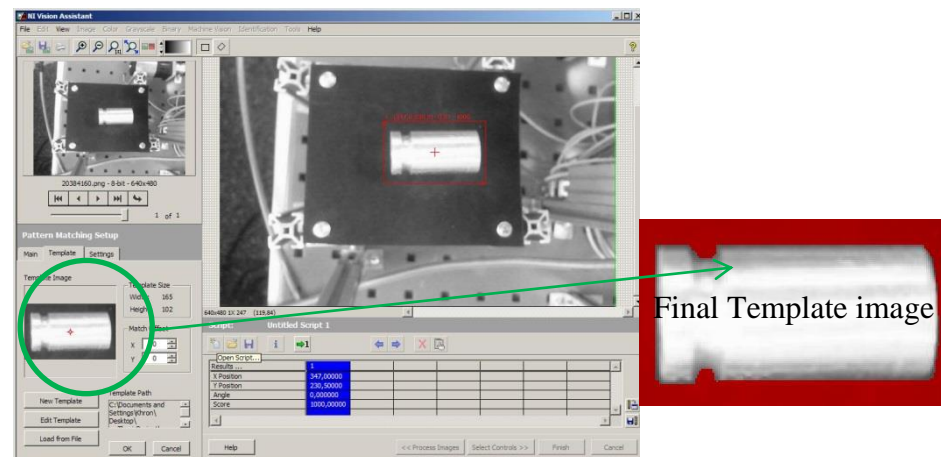 NI Vision Assistant
File Edit View Image Color Grayscale Binary Machine Vision Identification Tools Help
20384160.png - 8-bit - 640x480
1 of 1
Pattern Matching Setup
Main Template Settings
Template Image
Template Size
Width 165
Height 102
Match Offset
X 0
Y 0
New Template
Edit Template
Load from File
Template Path
C:\Documents and
Settings\Khron\
Desktop\
OK Cancel
640x480 1X 247 (119,84)
Script: Untitled Script 1
1
Open Script...
Results 1
X Position 347,00000
Y Position 230,50000
Angle 0,000000
Score 1000,00000
Help << Process Images Select Controls >> Finish Cancel
Final Template image